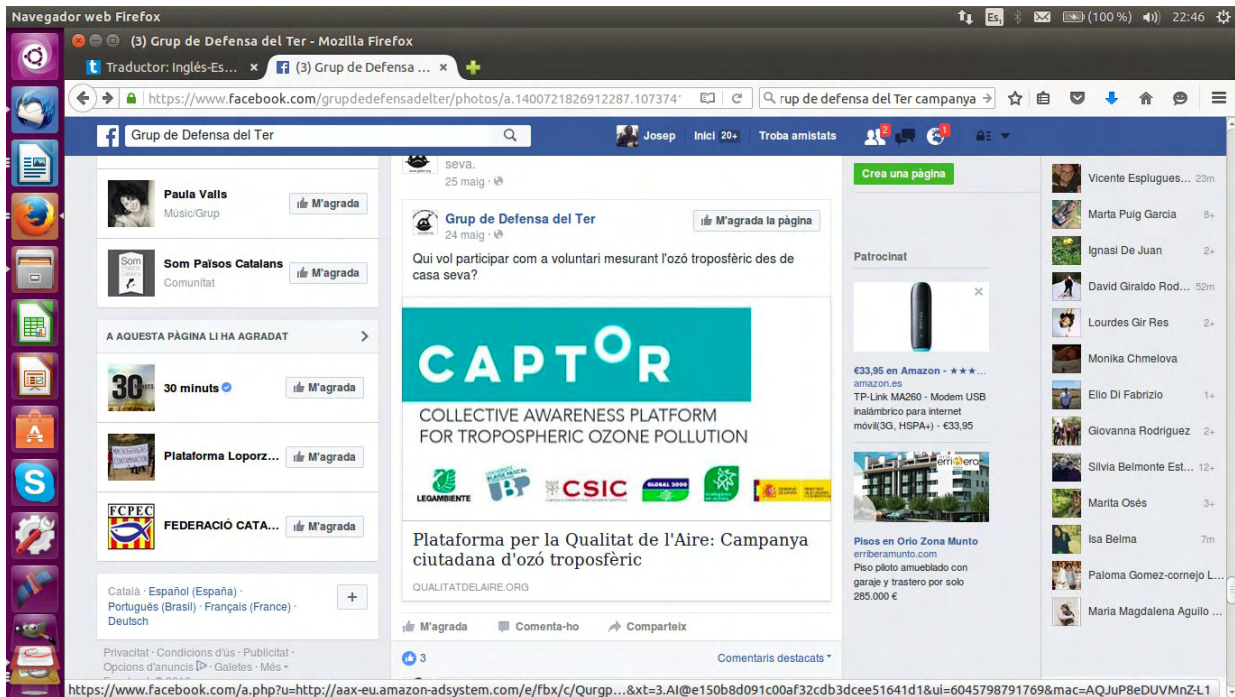 Navegador web Firefox
Es1
(100 %)
22:46
(3) Grup de Defensa del Ter - Mozilla Firefox
Traductor: Inglés-Es...
(3) Grup de Defensa ...
https://www.facebook.com/grupdedefensadelter/photos/a.1400721826912287.107374
rup de defensa del Ter campanya
Grup de Defensa del Ter
Josep
Inici 20+
Troba amistats
2
1
Paula Valls
Músic/Grup
M'agrada
Som Països Catalans
Comunitat
M'agrada
A AQUESTA PÀGINA LI HA AGRADAT
30 minuts
M'agrada
Plataforma Loporz...
M'agrada
FCPEC
FEDERACIÓ CATA...
M'agrada
Català · Español (España) ·
Português (Brasil) · Français (France) ·
Deutsch
Privacitat · Condicions d'ús · Publicitat ·
Opcions d'anuncis · Galetes · Més
seva.
25 maig ·
Grup de Defensa del Ter
24 maig ·
M'agrada la pàgina
Qui vol participar com a voluntari mesurant l'ozó troposfèric des de
casa seva?
CAPTOR
COLLECTIVE AWARENESS PLATFORM
FOR TROPOSPHERIC OZONE POLLUTION
LEGAMBIENTE
UNIVERSITÉ BLAISE PASCAL
UBP
CSIC
GLOBAL 2000
Plataforma per la Qualitat de l'Aire: Campanya
ciutadana d'ozó troposfèric
QUALITATDELAIRE.ORG
M'agrada
Comenta-ho
Comparteix
3
Comentaris destacats
Crea una pàgina
Patrocinat
€33,95 en Amazon - ★★★...
amazon.es
TP-Link MA260 - Modem USB
inalámbrico para internet
móvil(3G, HSPA+) - €33,95
Pisos en Orio Zona Munto
erriberamunto.com
Piso piloto amueblado con
garaje y trastero por solo
285.000 €
Vicente Esplugues... 23m
Marta Puig Garcia 8+
Ignasi De Juan 2+
David Giraldo Rod... 52m
Lourdes Gir Res 2+
Monika Chmelova
Elio Di Fabrizio 1+
Giovanna Rodriguez 2+
Silvia Belmonte Est... 12+
Marita Osés 3+
Isa Belma 7m
Paloma Gomez-cornejo L...
Maria Magdalena Aguilo ...
https://www.facebook.com/a.php?u=http://aax-eu.amazon-adsystem.com/e/fbx/c/Qurgp...&xt=3.AI@e150b8d091c00af32cdb3dcee51641d1&ui=6045798791769&mac=AQJuP8eDUVMnZ-L1